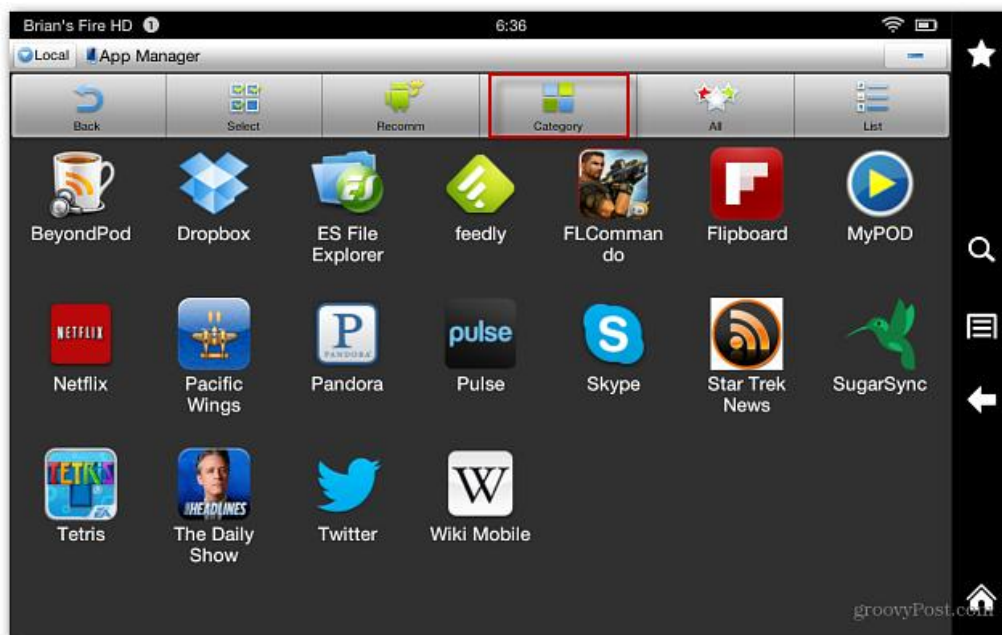 Brian's Fire HD 1 6:36
Local App Manager
Back Select Recomm Category All List
BeyondPod Dropbox ES File Explorer feedly FLComman do Flipboard MyPOD
NETFLIX P PANDORA pulse S
Netflix Pacific Wings Pandora Pulse Skype Star Trek News SugarSync
TETRIS EA HEADLINES W
Tetris The Daily Show Twitter Wiki Mobile
groovyPost.com